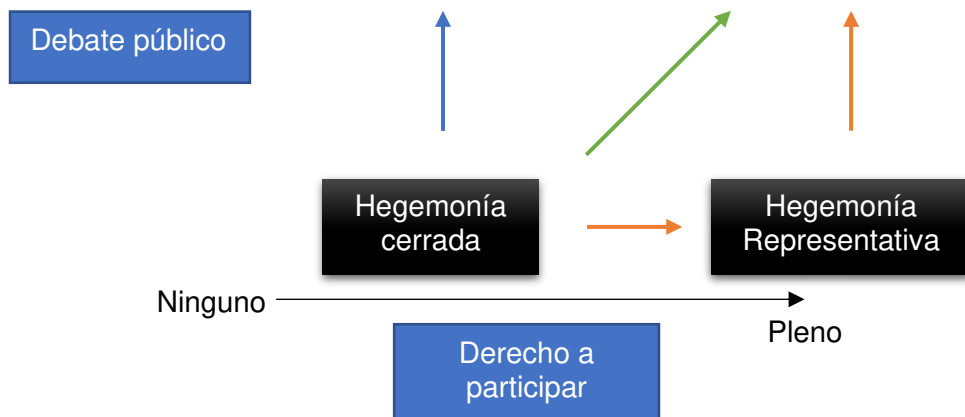 Debate público
Hegemonía
cerrada
Hegemonía
Representativa
Ninguno
Pleno
Derecho a
participar